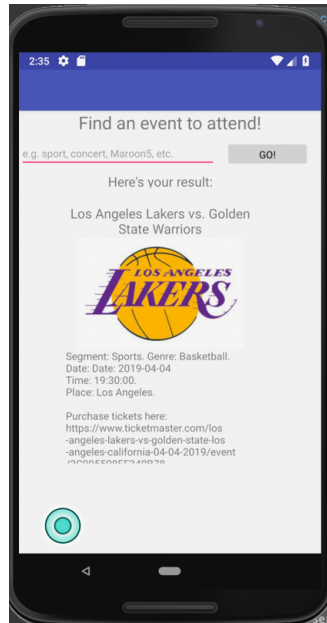 2:35
Find an event to attend!
e.g. sport, concert, Maroon5, etc.
GO!
Here's your result:
Los Angeles Lakers vs. Golden
State Warriors
LOS ANGELES
LAKERS
Segment: Sports. Genre: Basketball.
Date: Date: 2019-04-04
Time: 19:30:00.
Place: Los Angeles.
Purchase tickets here:
https://www.ticketmaster.com/los
-angeles-lakers-vs-golden-state-los
-angeles-california-04-04-2019/event